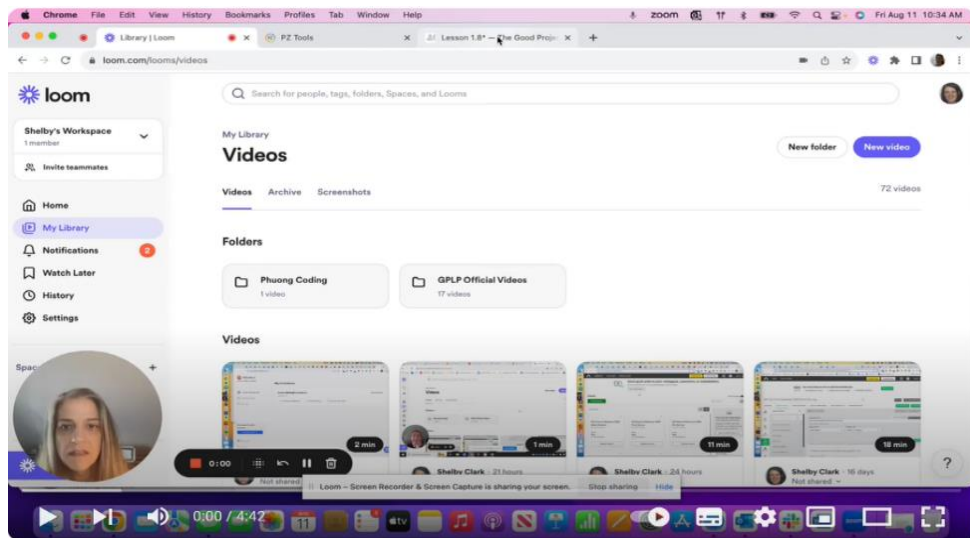 Chrome File Edit View History Bookmarks Profiles Tab Window Help zoom Fri Aug 11 10:34 AM
Library | Loom PZ Tools Lesson 1.8* — The Good Proje
loom.com/looms/videos
loom
Search for people, tags, folders, Spaces, and Looms
Shelby's Workspace
1 member
Invite teammates
My Library
Videos
New folder New video
Videos Archive Screenshots 72 videos
Home
My Library
Notifications 2
Watch Later
History
Settings
Folders
Phuong Coding
1 video
GPLP Official Videos
17 videos
Videos
Spac
2 min 1 min 11 min 18 min
0:00
Not shared
Shelby Clark · 21 hours
Shelby Clark · 24 hours
Shelby Clark · 16 days
Not shared
?
Loom – Screen Recorder & Screen Capture is sharing your screen. Stop sharing Hide
0:00 / 4:42
11
tv